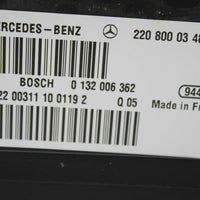 ERCEDES-BENZ 220 800 03 48
BOSCH 0 132 006 362
944
22 00311 10 0119 2 Q 05
Made in F